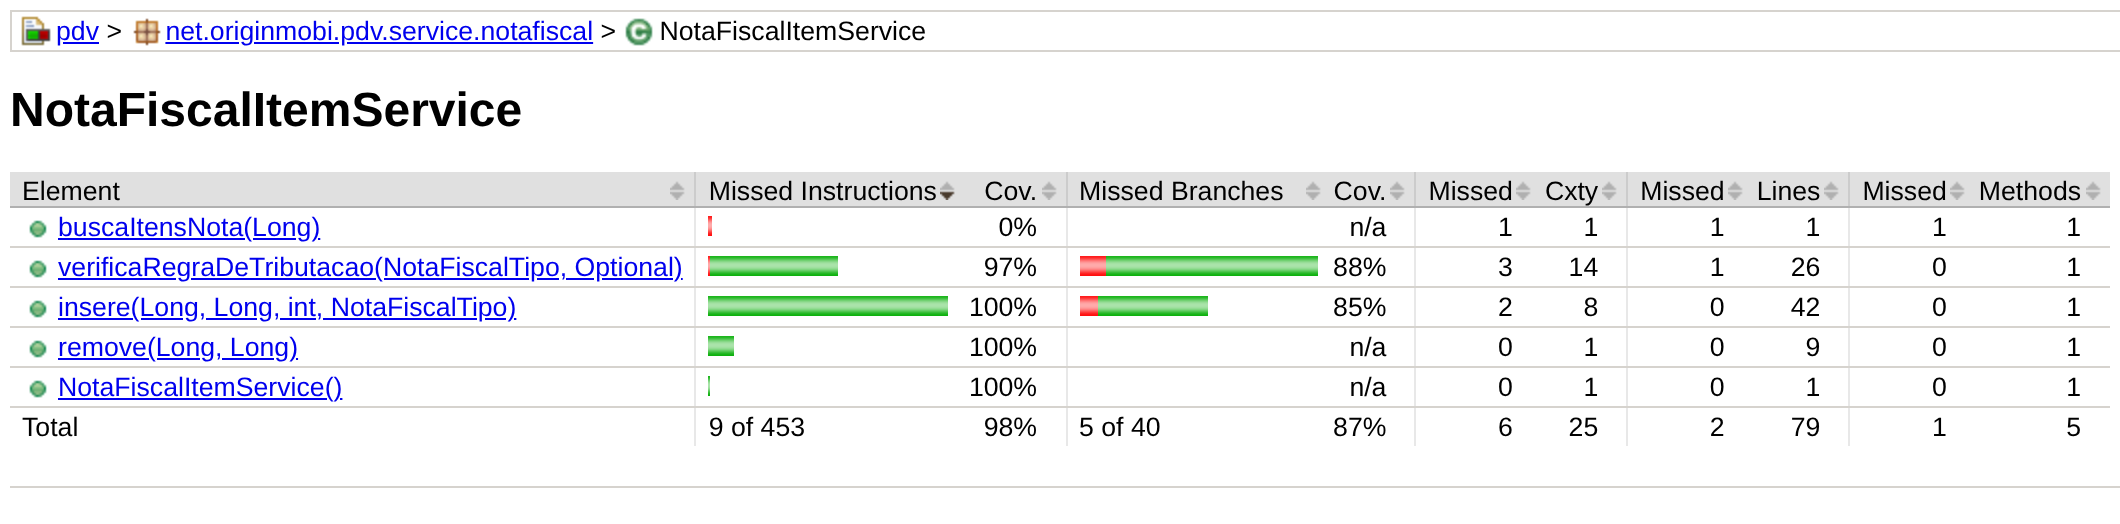 pdv > net.originmobi.pdv.service.notafiscal > NotaFiscalItemService
NotaFiscalItemService
Element Missed Instructions Cov. Missed Branches Cov. Missed Cxty Missed Lines Missed Methods
buscaItensNota(Long) 0% n/a 1 1 1 1 1 1
verificaRegraDeTributacao(NotaFiscalTipo, Optional) 97% 88% 3 14 1 26 0 1
insere(Long, Long, int, NotaFiscalTipo) 100% 85% 2 8 0 42 0 1
remove(Long, Long) 100% n/a 0 1 0 9 0 1
NotaFiscalItemService() 100% n/a 0 1 0 1 0 1
Total 9 of 453 98% 5 of 40 87% 6 25 2 79 1 5